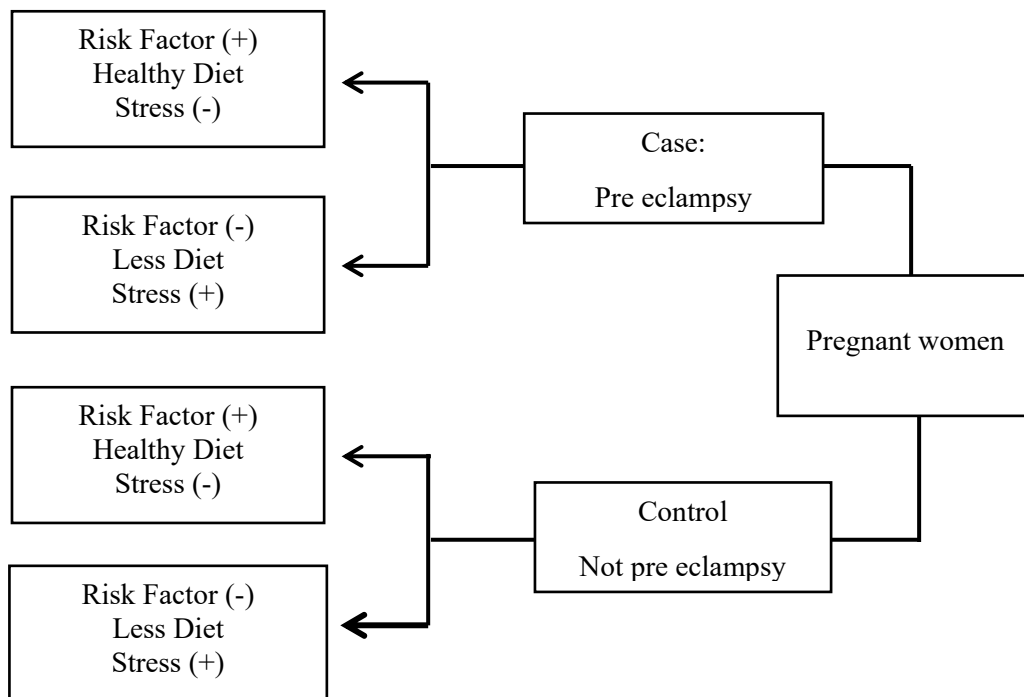 Risk Factor (+)
Healthy Diet
Stress (-)
Case:
Pre eclampsy
Risk Factor (-)
Less Diet
Stress (+)
Pregnant women
Risk Factor (+)
Healthy Diet
Stress (-)
Control
Not pre eclampsy
Risk Factor (-)
Less Diet
Stress (+)